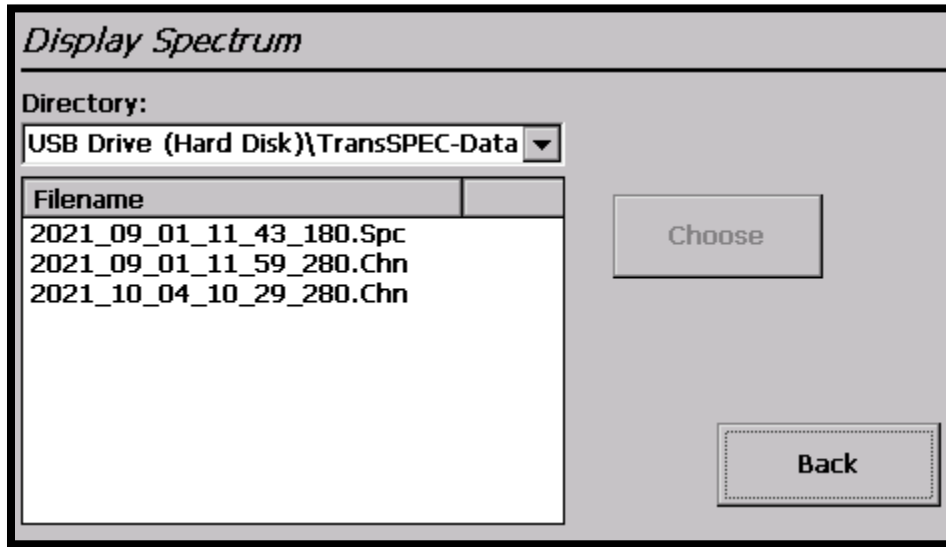 Display Spectrum
Directory:
USB Drive (Hard Disk)\TransSPEC-Data
Filename
2021_09_01_11_43_180.Spc
2021_09_01_11_59_280.Chn
2021_10_04_10_29_280.Chn
Choose
Back